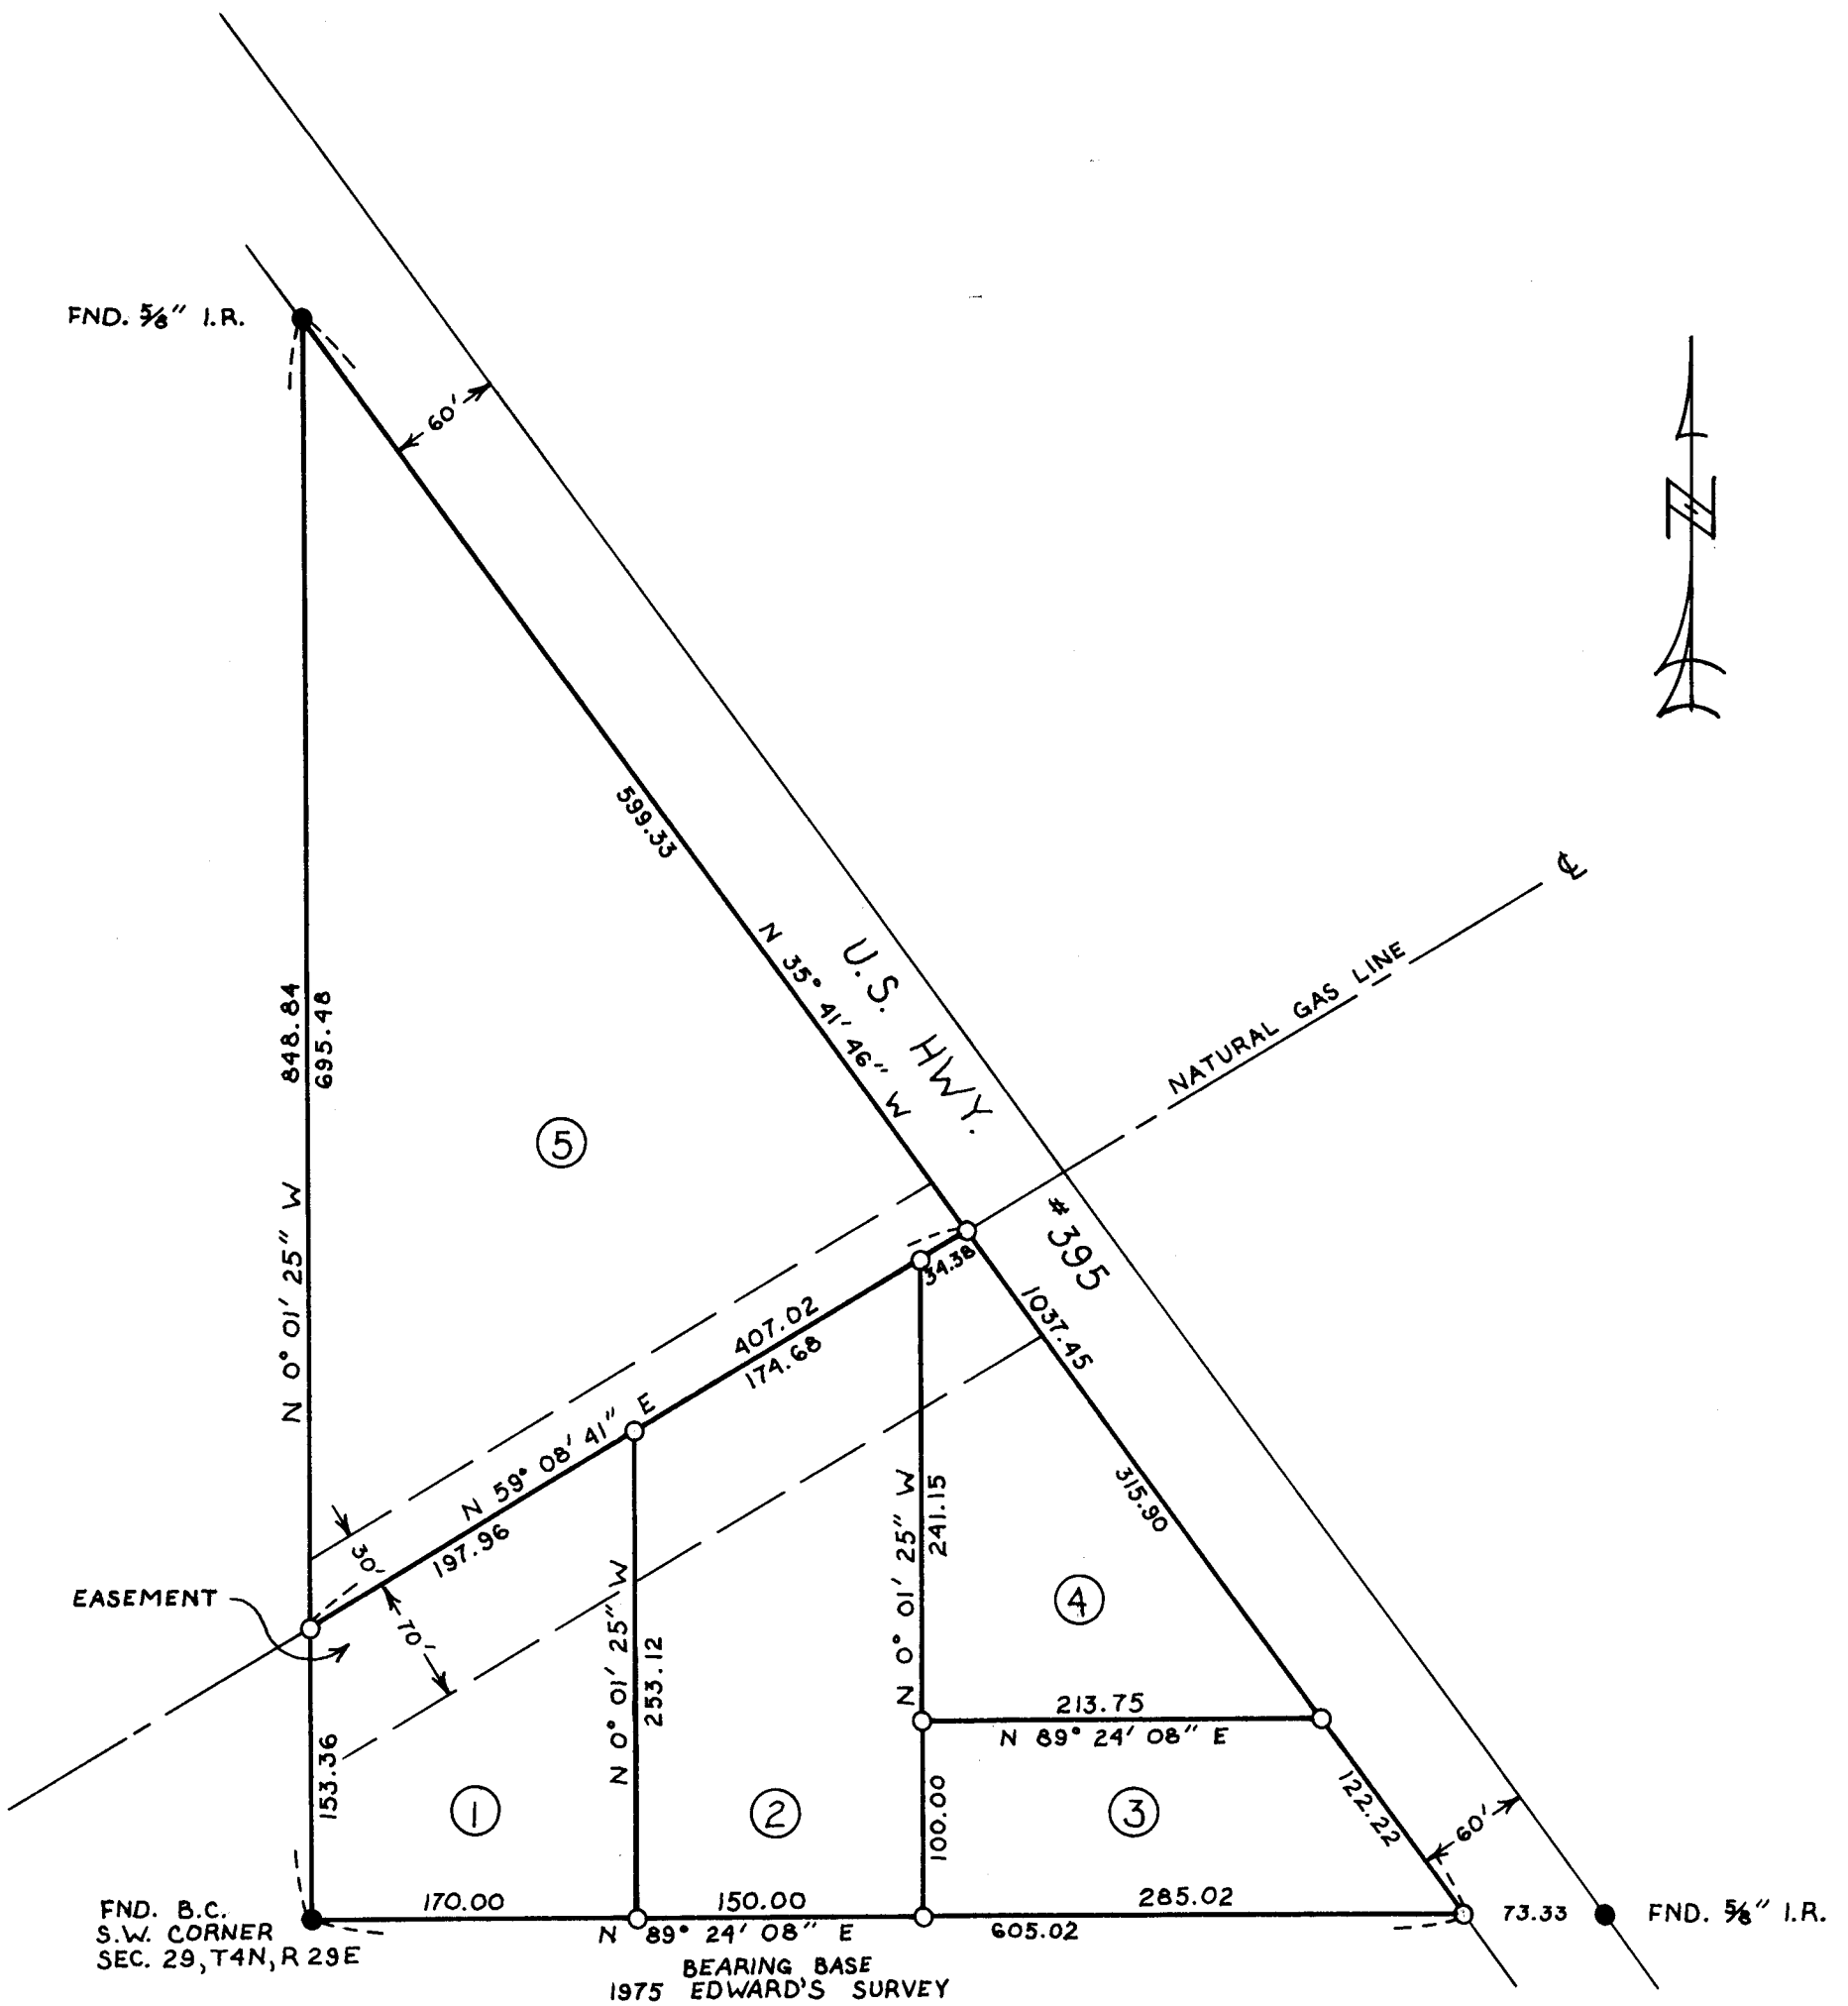 FND. 5/8" I.R.
60'
N
599.33
N 35° 41' 46" W
U.S. HWY.
# 395
℄
NATURAL GAS LINE
848.84
695.48
N 0° 01' 25" W
5
34.38
1037.45
407.02
174.68
N 59° 08' 41" E
197.96
30'
70'
EASEMENT
315.90
N 0° 01' 25" W
241.15
4
N 0° 01' 25" W
253.12
213.75
N 89° 24' 08" E
153.36
1
2
100.00
3
122.22
60'
170.00
150.00
285.02
73.33
FND. 5/8" I.R.
FND. B.C.
S.W. CORNER
SEC. 29, T4N, R 29E
N 89° 24' 08" E
605.02
BEARING BASE
1975 EDWARD'S SURVEY